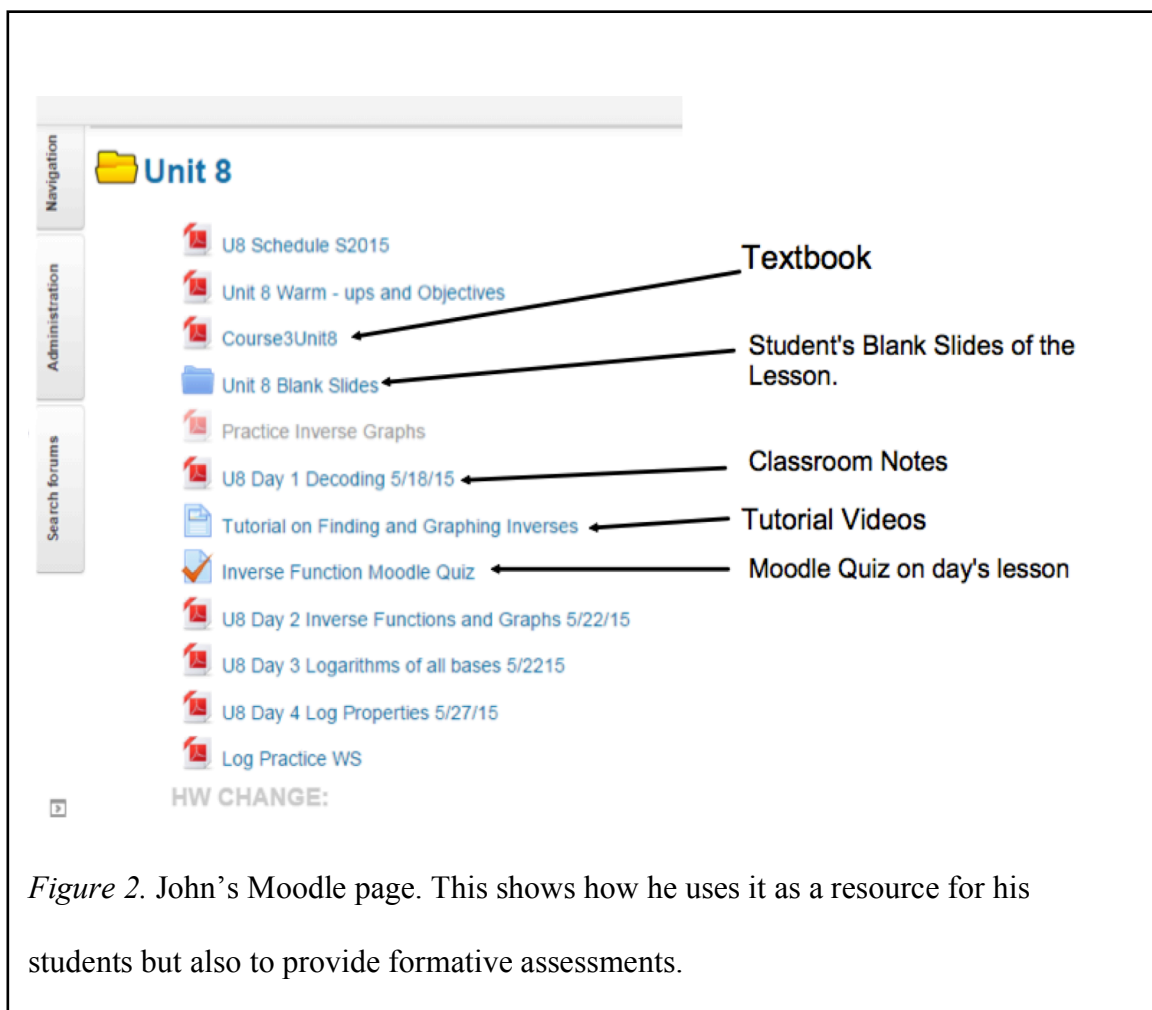 Navigation
Administration
Search forums
Unit 8
U8 Schedule S2015
Unit 8 Warm - ups and Objectives
Course3Unit8
Unit 8 Blank Slides
Practice Inverse Graphs
U8 Day 1 Decoding 5/18/15
Tutorial on Finding and Graphing Inverses
Inverse Function Moodle Quiz
U8 Day 2 Inverse Functions and Graphs 5/22/15
U8 Day 3 Logarithms of all bases 5/2215
U8 Day 4 Log Properties 5/27/15
Log Practice WS
HW CHANGE:
Textbook
Student's Blank Slides of the
Lesson.
Classroom Notes
Tutorial Videos
Moodle Quiz on day's lesson
Figure 2. John’s Moodle page. This shows how he uses it as a resource for his
students but also to provide formative assessments.